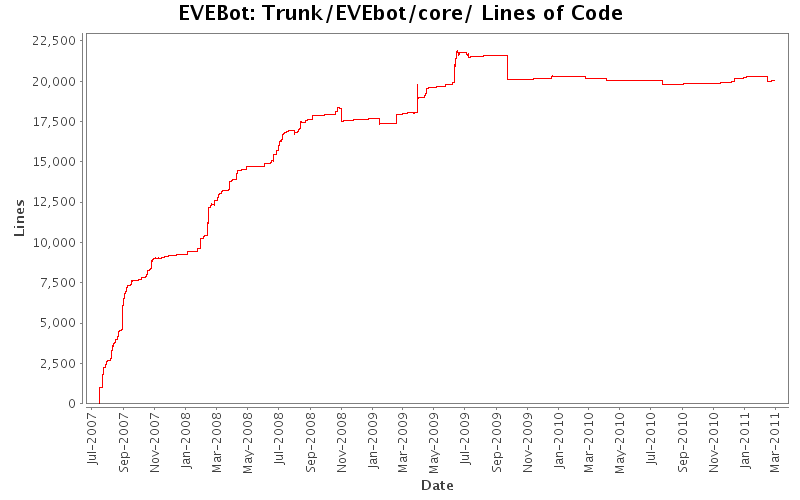 EVEBot: Trunk/EVEbot/core/ Lines of Code
Lines
22,500
20,000
17,500
15,000
12,500
10,000
7,500
5,000
2,500
0
Jul-2007
Sep-2007
Nov-2007
Jan-2008
Mar-2008
May-2008
Jul-2008
Sep-2008
Nov-2008
Jan-2009
Mar-2009
May-2009
Jul-2009
Sep-2009
Nov-2009
Jan-2010
Mar-2010
May-2010
Jul-2010
Sep-2010
Nov-2010
Jan-2011
Mar-2011
Date